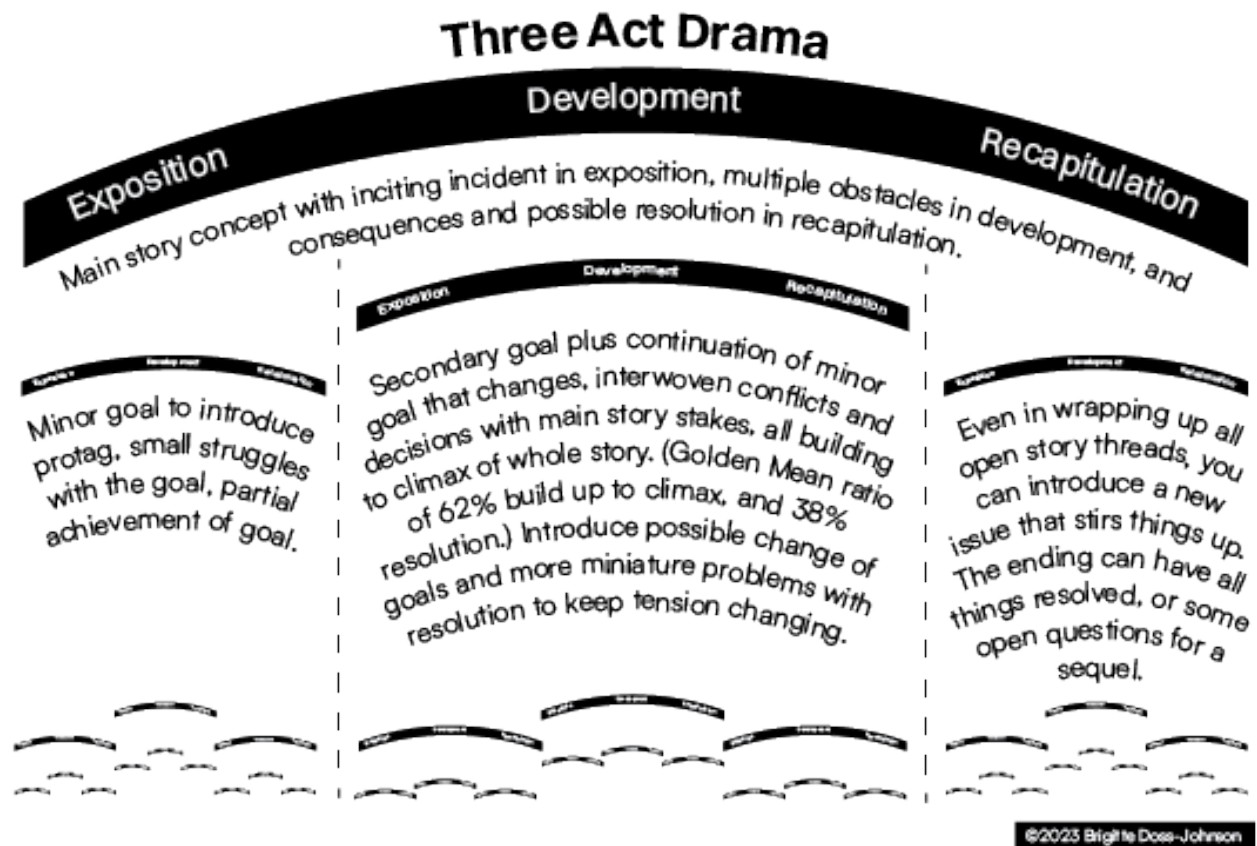 Three Act Drama
Exposition
Development
Recapitulation
Main story concept with inciting incident in exposition, multiple obstacles in development, and
consequences and possible resolution in recapitulation.
Exposition
Development
Recapitulation
Minor goal to introduce
protag, small struggles
with the goal, partial
achievement of goal.
Secondary goal plus continuation of minor
goal that changes, interwoven conflicts and
decisions with main story stakes, all building
to climax of whole story. (Golden Mean ratio
of 62% build up to climax, and 38%
resolution.) Introduce possible change of
goals and more miniature problems with
resolution to keep tension changing.
Even in wrapping up all
open story threads, you
can introduce a new
issue that stirs things up.
The ending can have all
things resolved, or some
open questions for a
sequel.
©2023 Brigitte Doss-Johnson